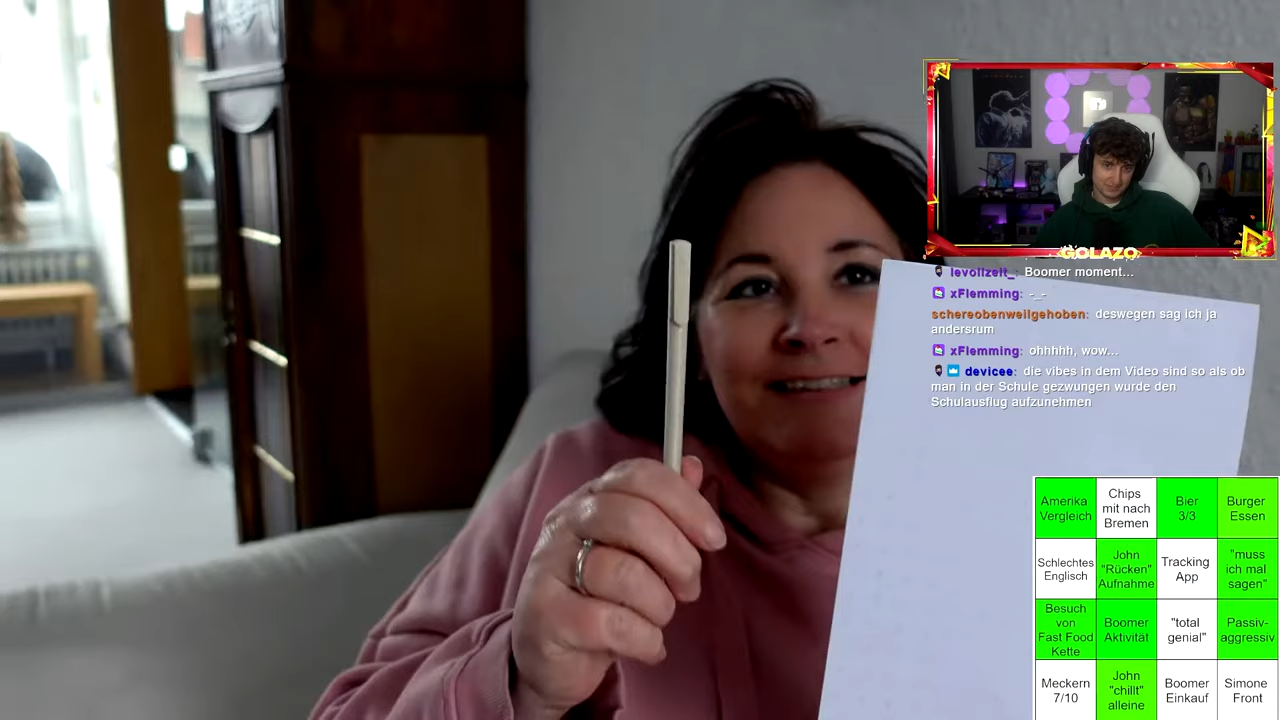 GOLAZO
levollzeit_: Boomer moment...
xFlemming: -_-
schereobenweilgehoben: deswegen sag ich ja
andersrum
xFlemming: ohhhhh, wow...
devicee: die vibes in dem Video sind so als ob
man in der Schule gezwungen wurde den
Schulausflug aufzunehmen
Amerika
Vergleich
Chips
mit nach
Bremen
Bier
3/3
Burger
Essen
Schlechtes
Englisch
John
"Rücken"
Aufnahme
Tracking
App
"muss
ich mal
sagen"
Besuch
von
Fast Food
Kette
Boomer
Aktivität
"total
genial"
Passiv-
aggressiv
Meckern
7/10
John
"chillt"
alleine
Boomer
Einkauf
Simone
Front